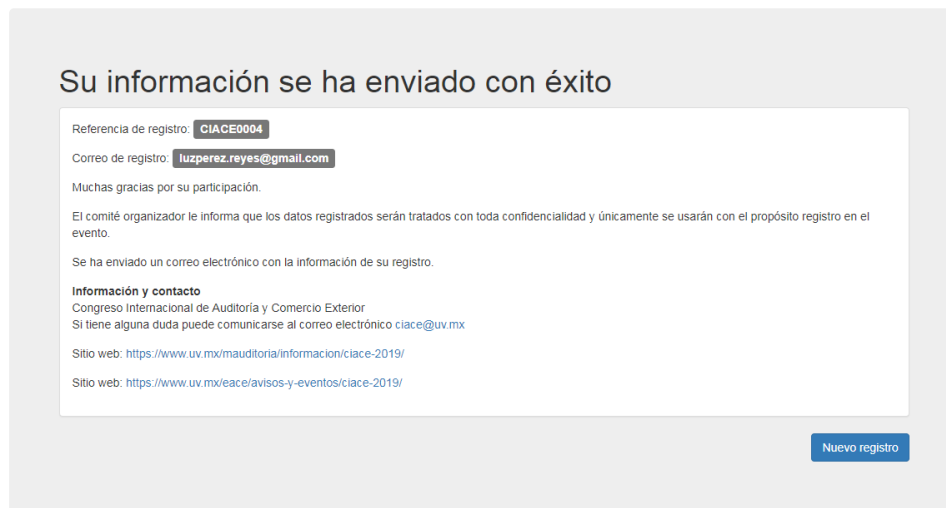 Su información se ha enviado con éxito
Referencia de registro: CIACE0004
Correo de registro: luzperez.reyes@gmail.com
Muchas gracias por su participación.
El comité organizador le informa que los datos registrados serán tratados con toda confidencialidad y únicamente se usarán con el propósito registro en el
evento.
Se ha enviado un correo electrónico con la información de su registro.
Información y contacto
Congreso Internacional de Auditoría y Comercio Exterior
Si tiene alguna duda puede comunicarse al correo electrónico ciace@uv.mx
Sitio web: https://www.uv.mx/mauditoria/informacion/ciace-2019/
Sitio web: https://www.uv.mx/eace/avisos-y-eventos/ciace-2019/
Nuevo registro